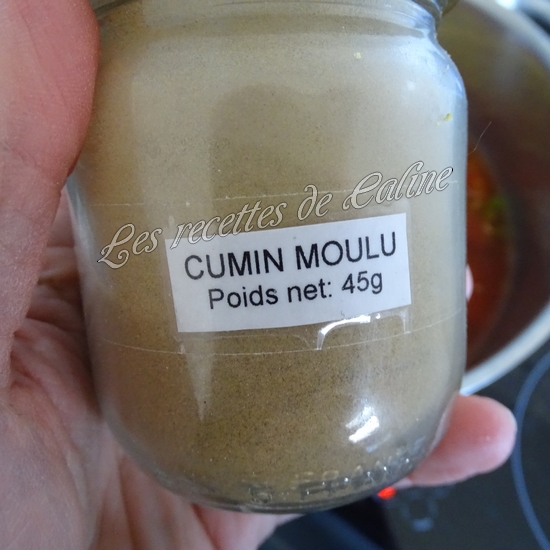 Les recettes de Caline
CUMIN MOULU
Poids net: 45g